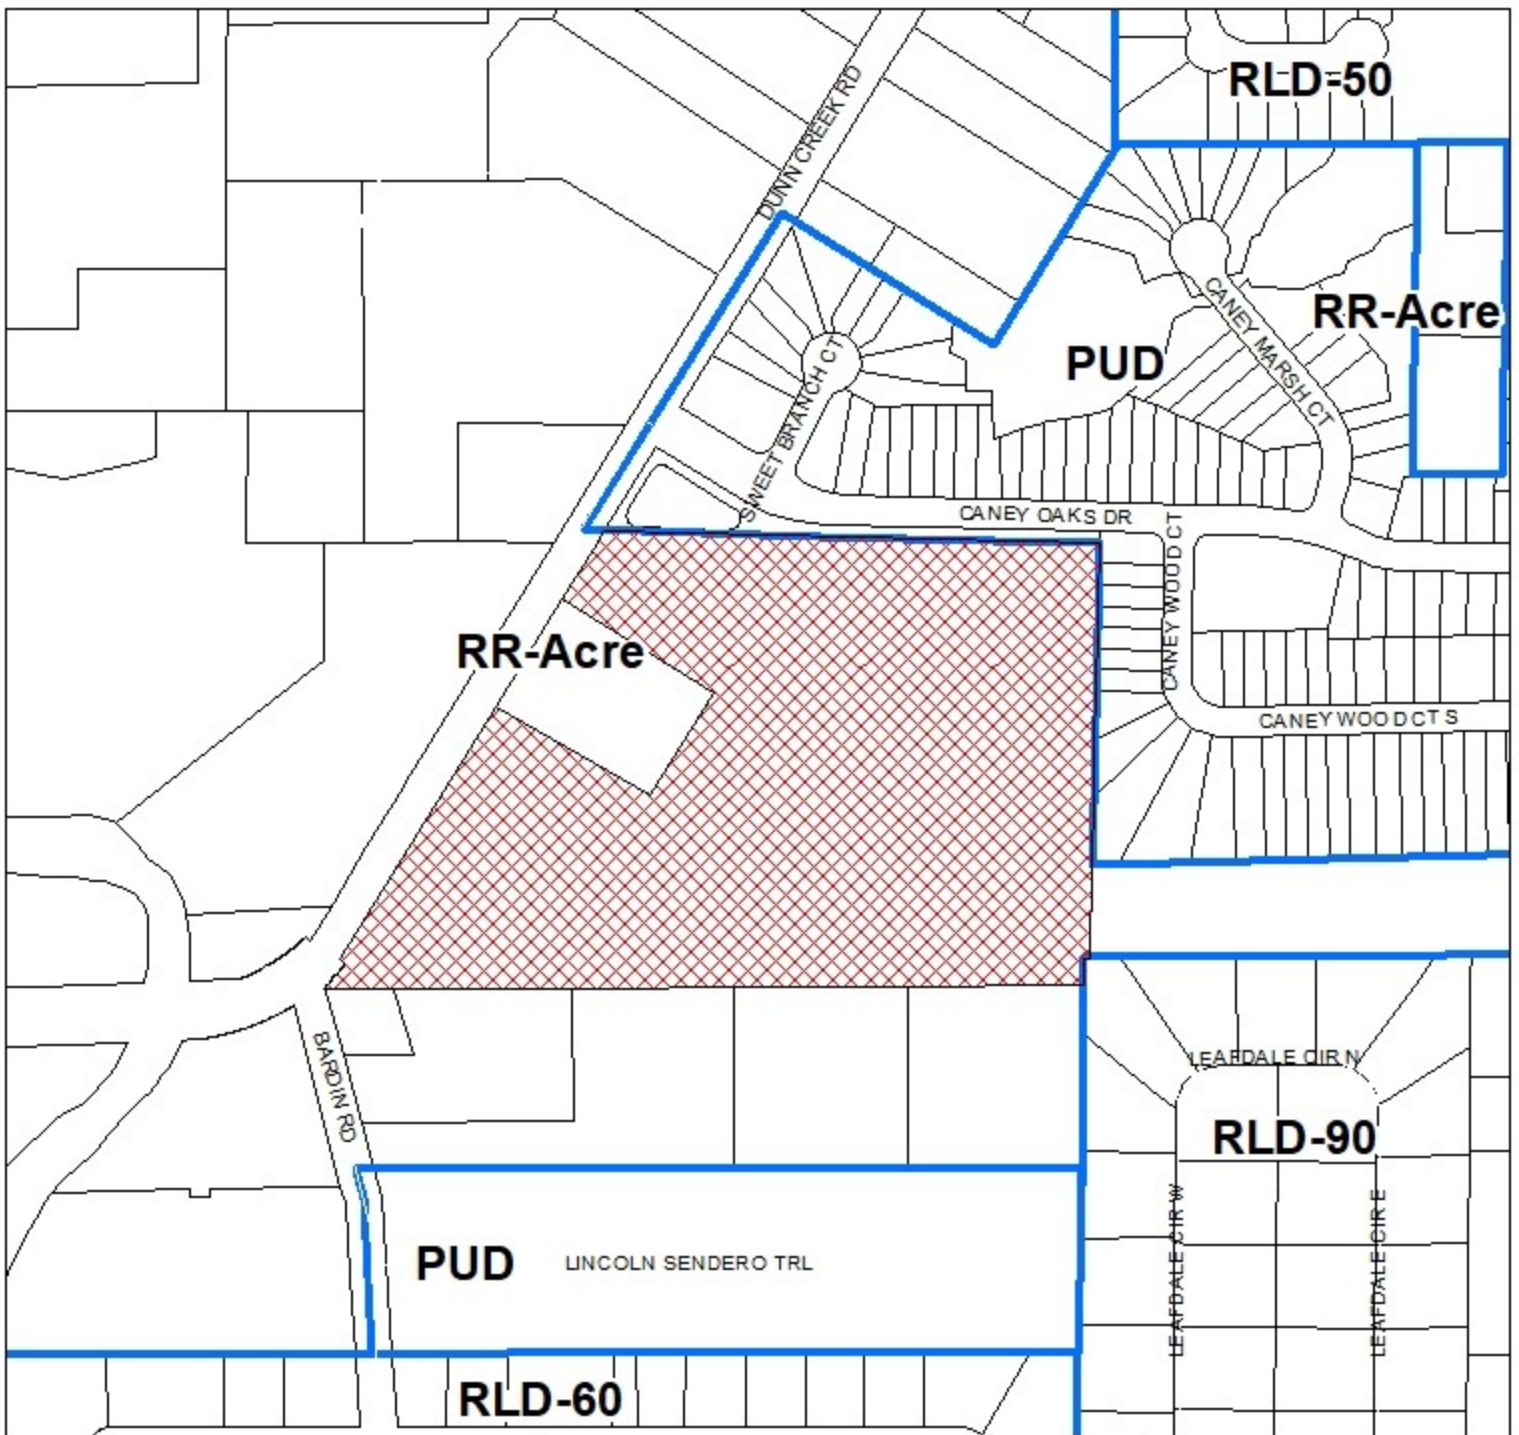 RLD-50
DUNN CREEK RD
RR-Acre
CANEY MARSH CT
PUD
SWEET BRANCH CT
CANEY OAKS DR
CANEY WOOD CT
RR-Acre
CANEY WOOD CT S
BARDIN RD
LEAFDALE CIR N
RLD-90
LEAFDALE CIR W
LEAFDALE CIR E
PUD
LINCOLN SENDERO TRL
RLD-60